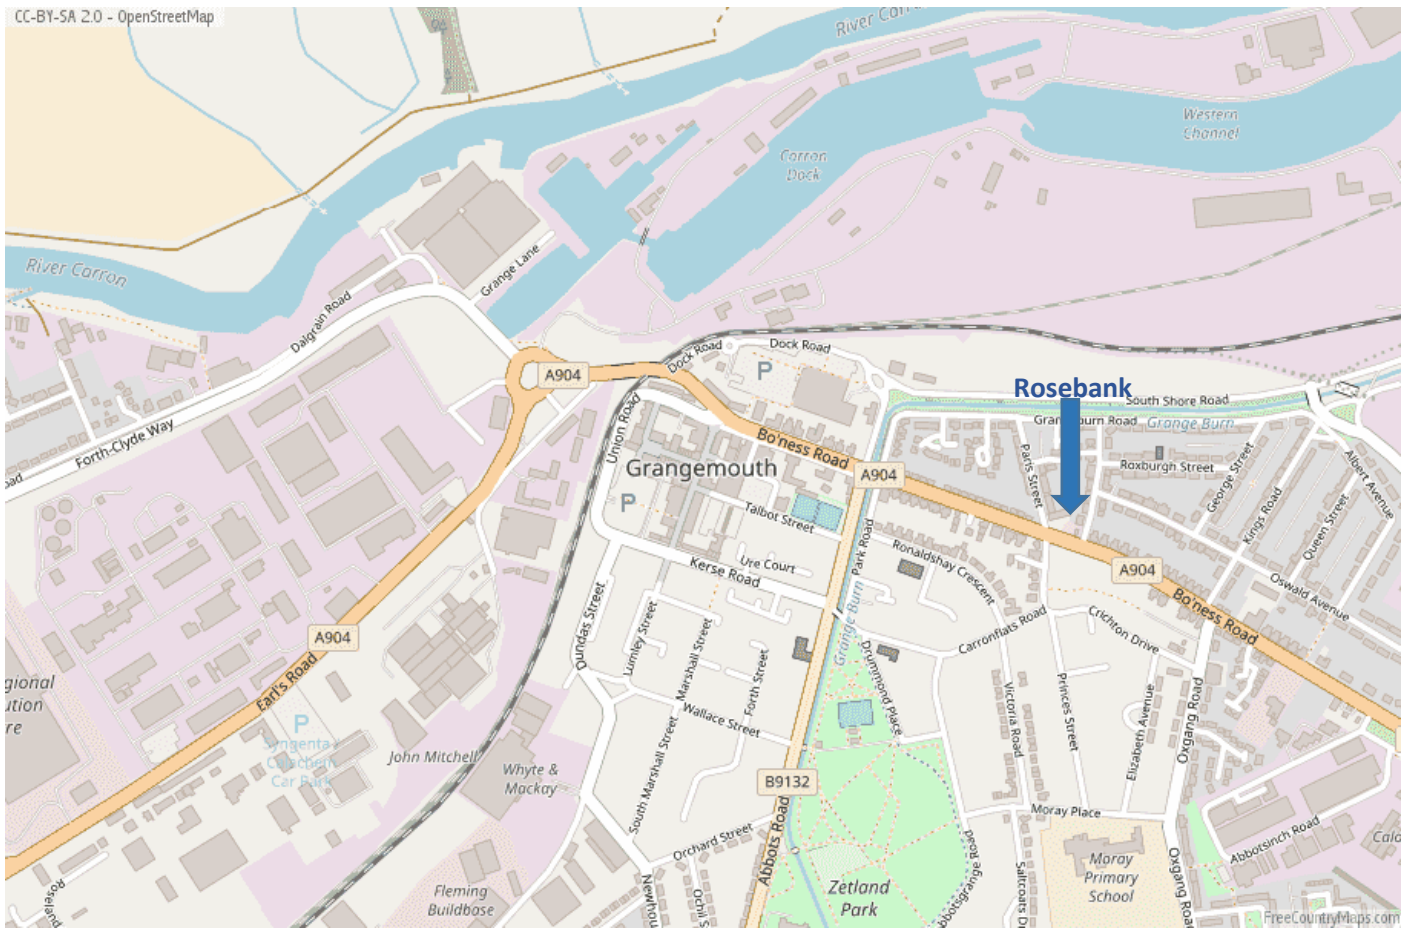 CC-BY-SA 2.0 - OpenStreetMap
River Carron
Western
Channel
Carron
Dock
River Carron
Grange Lane
Dalgrain Road
Dock Road
Dock Road
A904
Rosebank
South Shore Road
Grange Burn
Forth-Clyde Way
Union Road
Bo'ness Road
Grangemouth
A904
Paris Street
Roxburgh Street
George Street
Kings Road
Queen Street
Albert Avenue
Talbot Street
Park Road
Ronaldshay Crescent
Ure Court
Kerse Road
A904
Oswald Avenue
Bo'ness Road
A904
Earl's Road
Dundas Street
Lumley Street
Marshall Street
Forth Street
Grange Burn
Drummond Place
Carronflats Road
Crichton Drive
Victoria Road
Princes Street
Elizabeth Avenue
Oxgang Road
Wallace Street
South Marshall Street
P
P
P
Syngenta /
Calachem
Car Park
John Mitchell
Whyte &
Mackay
B9132
Abbots Road
Orchard Street
Moray Place
Moray
Primary
School
Abbotsinch Road
Oxgang Road
Zetland
Park
Abbotsgrange Road
Fleming
Buildbase
FreeCountryMaps.com